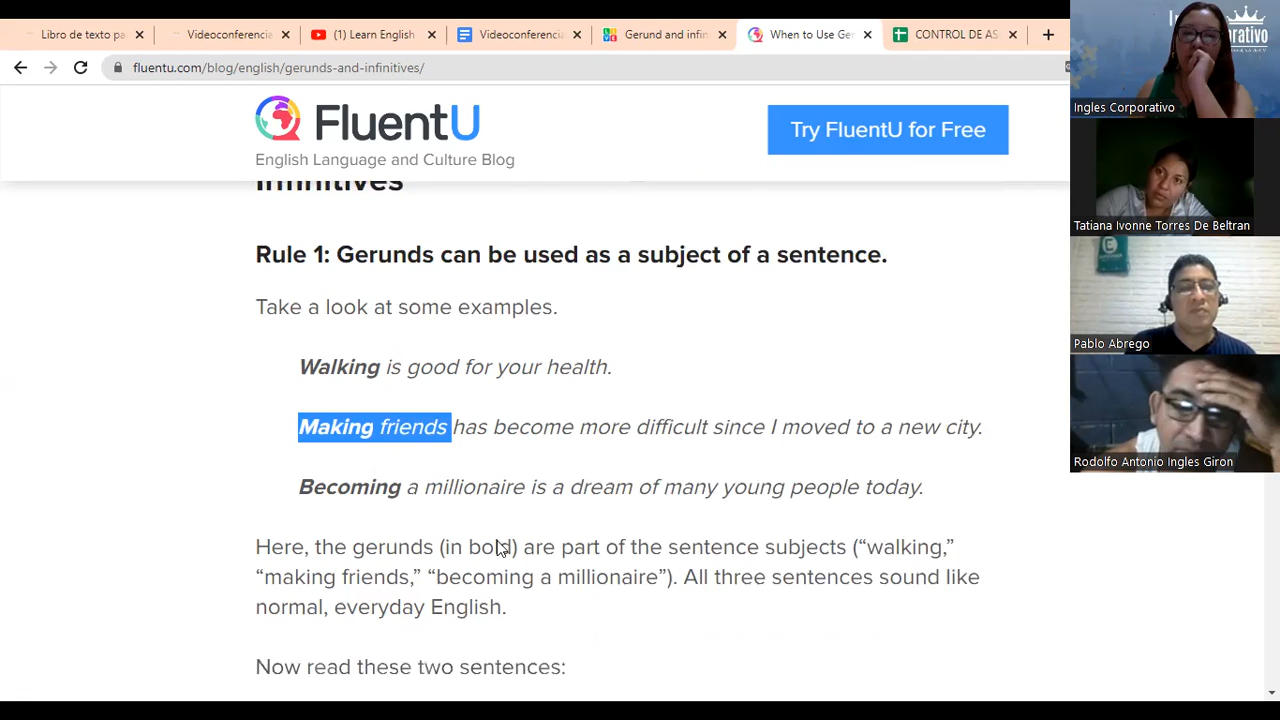 Libro de texto pa
Videoconferencia
(1) Learn English
Videoconferencia
Gerund and infin
When to Use Ger
CONTROL DE AS
fluentu.com/blog/english/gerunds-and-infinitives/
FluentU
English Language and Culture Blog
Try FluentU for Free
Infinitives
Rule 1: Gerunds can be used as a subject of a sentence.
Take a look at some examples.
Walking is good for your health.
Making friends has become more difficult since I moved to a new city.
Becoming a millionaire is a dream of many young people today.
Here, the gerunds (in bold) are part of the sentence subjects (“walking,”
“making friends,” “becoming a millionaire”). All three sentences sound like
normal, everyday English.
Now read these two sentences:
Ingles Corporativo
Tatiana Ivonne Torres De Beltran
Pablo Abrego
Rodolfo Antonio Ingles Giron